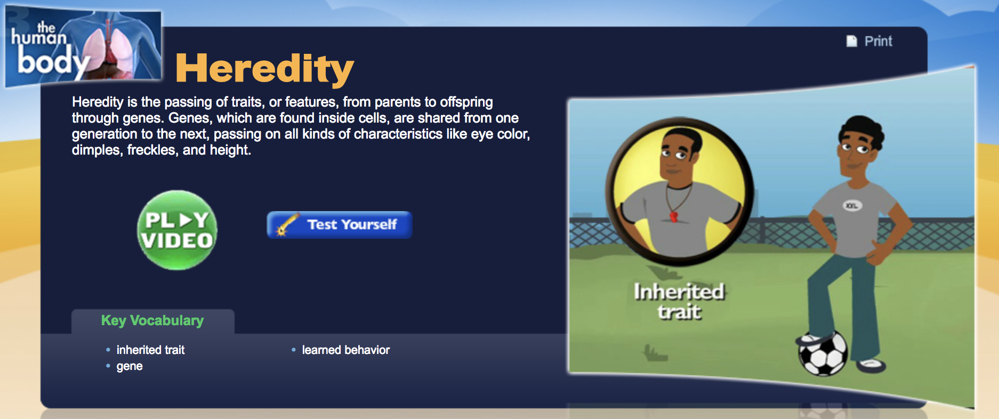 the
human
body
Print
Heredity
Heredity is the passing of traits, or features, from parents to offspring
through genes. Genes, which are found inside cells, are shared from one
generation to the next, passing on all kinds of characteristics like eye color,
dimples, freckles, and height.
PLAY
VIDEO
Test Yourself
XXL
Inherited
trait
Key Vocabulary
inherited trait
gene
learned behavior